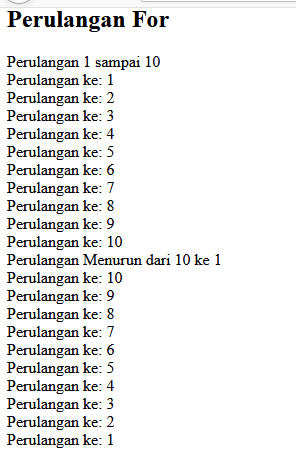 Perulangan For
Perulangan 1 sampai 10
Perulangan ke: 1
Perulangan ke: 2
Perulangan ke: 3
Perulangan ke: 4
Perulangan ke: 5
Perulangan ke: 6
Perulangan ke: 7
Perulangan ke: 8
Perulangan ke: 9
Perulangan ke: 10
Perulangan Menurun dari 10 ke 1
Perulangan ke: 10
Perulangan ke: 9
Perulangan ke: 8
Perulangan ke: 7
Perulangan ke: 6
Perulangan ke: 5
Perulangan ke: 4
Perulangan ke: 3
Perulangan ke: 2
Perulangan ke: 1